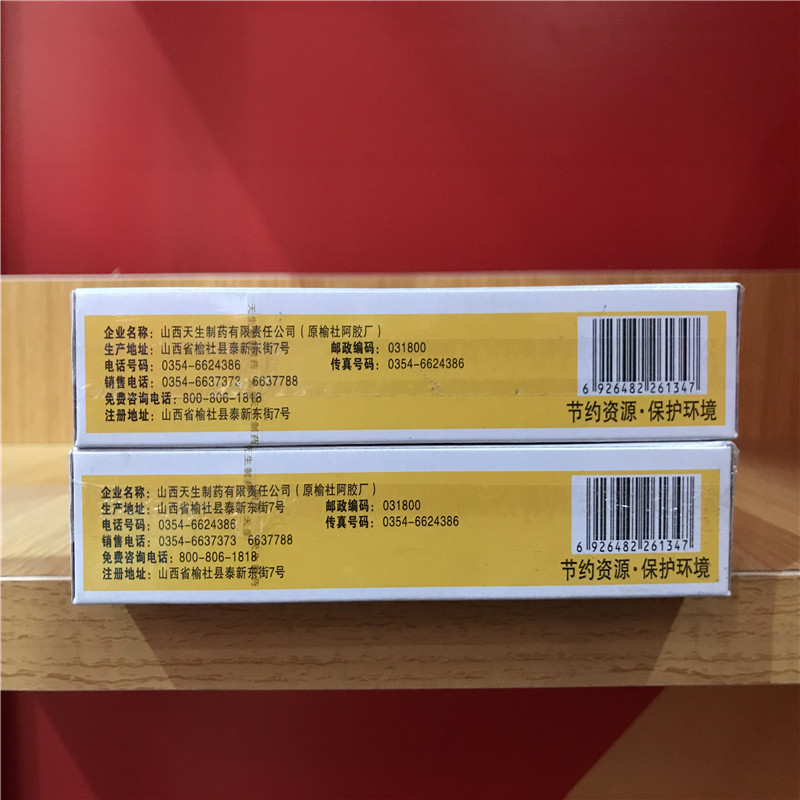 企业名称：山西天生制药有限责任公司（原榆社阿胶厂）
生产地址：山西省榆社县泰新东街7号 邮政编码：031800
电话号码：0354-6624386 传真号码：0354-6624386
销售电话：0354-6637373 6637788
免费咨询电话：800-806-1818
注册地址：山西省榆社县泰新东街7号
6 926482 261347
节约资源·保护环境
企业名称：山西天生制药有限责任公司（原榆社阿胶厂）
生产地址：山西省榆社县泰新东街7号 邮政编码：031800
电话号码：0354-6624386 传真号码：0354-6624386
销售电话：0354-6637373 6637788
免费咨询电话：800-806-1818
注册地址：山西省榆社县泰新东街7号
6 926482 261347
节约资源·保护环境